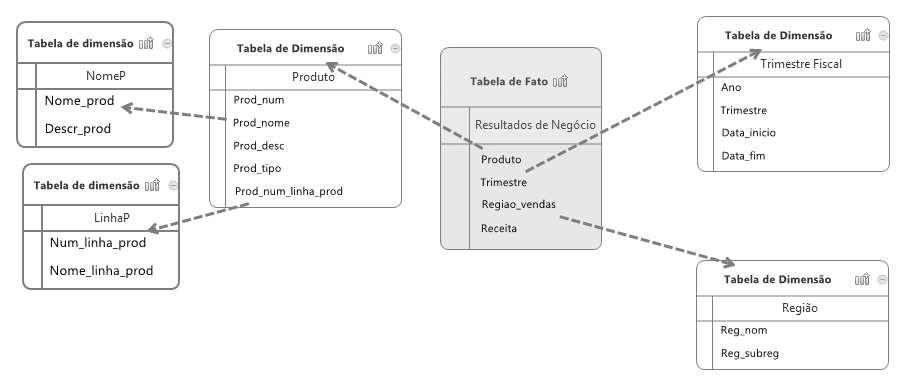 Tabela de dimensão
NomeP
Nome_prod
Descr_prod
Tabela de dimensão
LinhaP
Num_linha_prod
Nome_linha_prod
Tabela de Dimensão
Produto
Prod_num
Prod_nome
Prod_desc
Prod_tipo
Prod_num_linha_prod
Tabela de Fato
Resultados de Negócio
Produto
Trimestre
Regiao_vendas
Receita
Tabela de Dimensão
Trimestre Fiscal
Ano
Trimestre
Data_inicio
Data_fim
Tabela de Dimensão
Região
Reg_nom
Reg_subreg